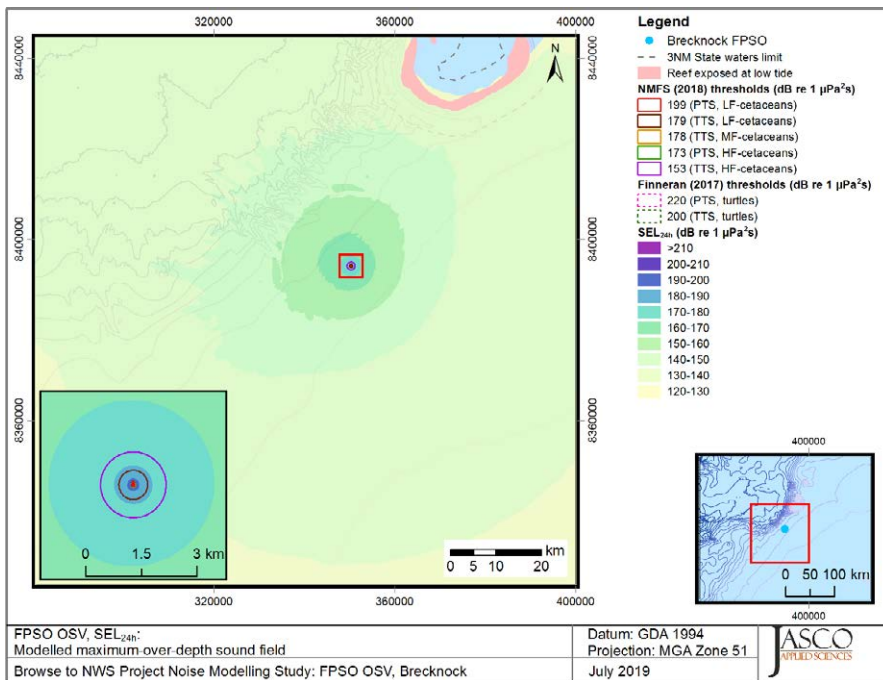 320000 360000 400000
8440000
8400000
8360000
N
0 1.5 3 km
km
0 5 10 20
320000 360000 400000
Legend
Brecknock FPSO
3NM State waters limit
Reef exposed at low tide
NMFS (2018) thresholds (dB re 1 µPa²s)
199 (PTS, LF-cetaceans)
179 (TTS, LF-cetaceans)
178 (TTS, MF-cetaceans)
173 (PTS, HF-cetaceans)
153 (TTS, HF-cetaceans)
Finneran (2017) thresholds (dB re 1 µPa²s)
220 (PTS, turtles)
200 (TTS, turtles)
SEL₂₄ₕ (dB re 1 µPa²s)
>210
200-210
190-200
180-190
170-180
160-170
150-160
140-150
130-140
120-130
400000
0 50 100 km
400000
FPSO OSV, SEL₂₄ₕ:
Modelled maximum-over-depth sound field
Browse to NWS Project Noise Modelling Study: FPSO OSV, Brecknock
Datum: GDA 1994
Projection: MGA Zone 51
July 2019
JASCO
APPLIED SCIENCES